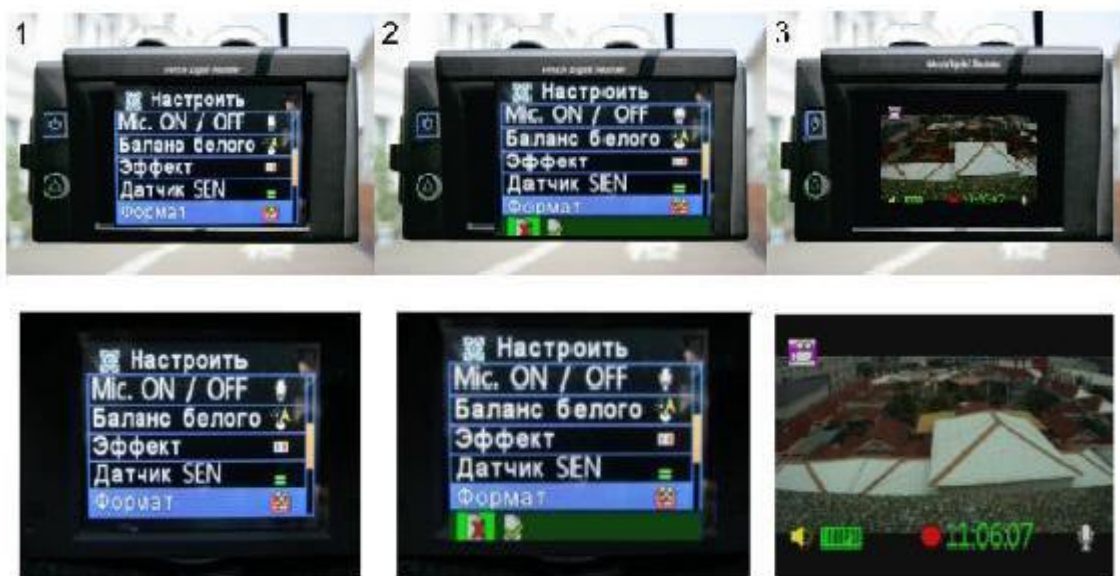 1
Настроить
Mic. ON / OFF
Баланс белого
Эффект
Датчик SEN
Формат
2
Настроить
Mic. ON / OFF
Баланс белого
Эффект
Датчик SEN
Формат
3
Настроить
Mic. ON / OFF
Баланс белого
Эффект
Датчик SEN
Формат
Настроить
Mic. ON / OFF
Баланс белого
Эффект
Датчик SEN
Формат
11:06:07